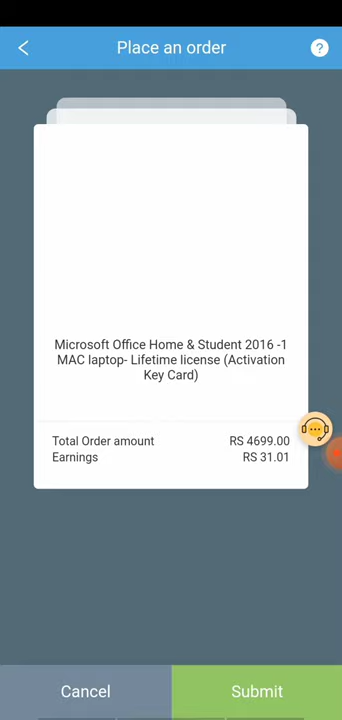 Place an order
?
Microsoft Office Home & Student 2016 -1
MAC laptop- Lifetime license (Activation
Key Card)
Total Order amount RS 4699.00
Earnings RS 31.01
Cancel Submit